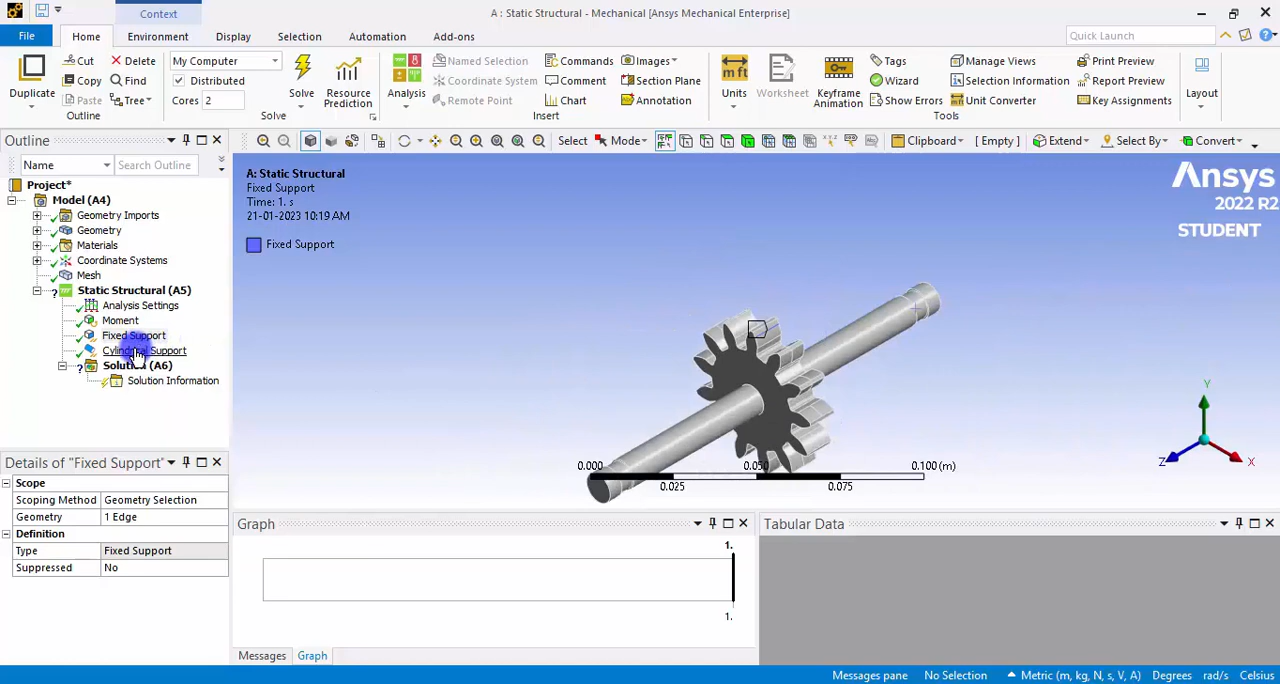 Context
A : Static Structural - Mechanical [Ansys Mechanical Enterprise]
File Home Environment Display Selection Automation Add-ons Quick Launch
Cut Delete My Computer Named Selection Commands Images Tags Manage Views Print Preview
Duplicate Copy Find Distributed Solve Resource Prediction Analysis Coordinate System Comment Section Plane Units Worksheet Keyframe Animation Wizard Selection Information Report Preview Layout
Paste Tree Cores 2 Remote Point Chart Annotation Show Errors Unit Converter Key Assignments
Outline Solve Insert Tools
Outline Select Mode Clipboard [ Empty ] Extend Select By Convert
Name Search Outline
Project*
Model (A4)
Geometry Imports
Geometry
Materials
Coordinate Systems
Mesh
Static Structural (A5)
Analysis Settings
Moment
Fixed Support
Support
(A6)
Solution Information
A: Static Structural
Fixed Support
Time: 1. s
21-01-2023 10:19 AM
Fixed Support
Ansys
2022 R2
STUDENT
Y
Z X
0.000 0.050 0.100 (m)
0.025 0.075
Details of "Fixed Support"
Scope
Scoping Method Geometry Selection
Geometry 1 Edge
Definition
Type Fixed Support
Suppressed No
Graph
1.
1.
Tabular Data
Messages Graph
Messages pane No Selection Metric (m, kg, N, s, V, A) Degrees rad/s Celsius